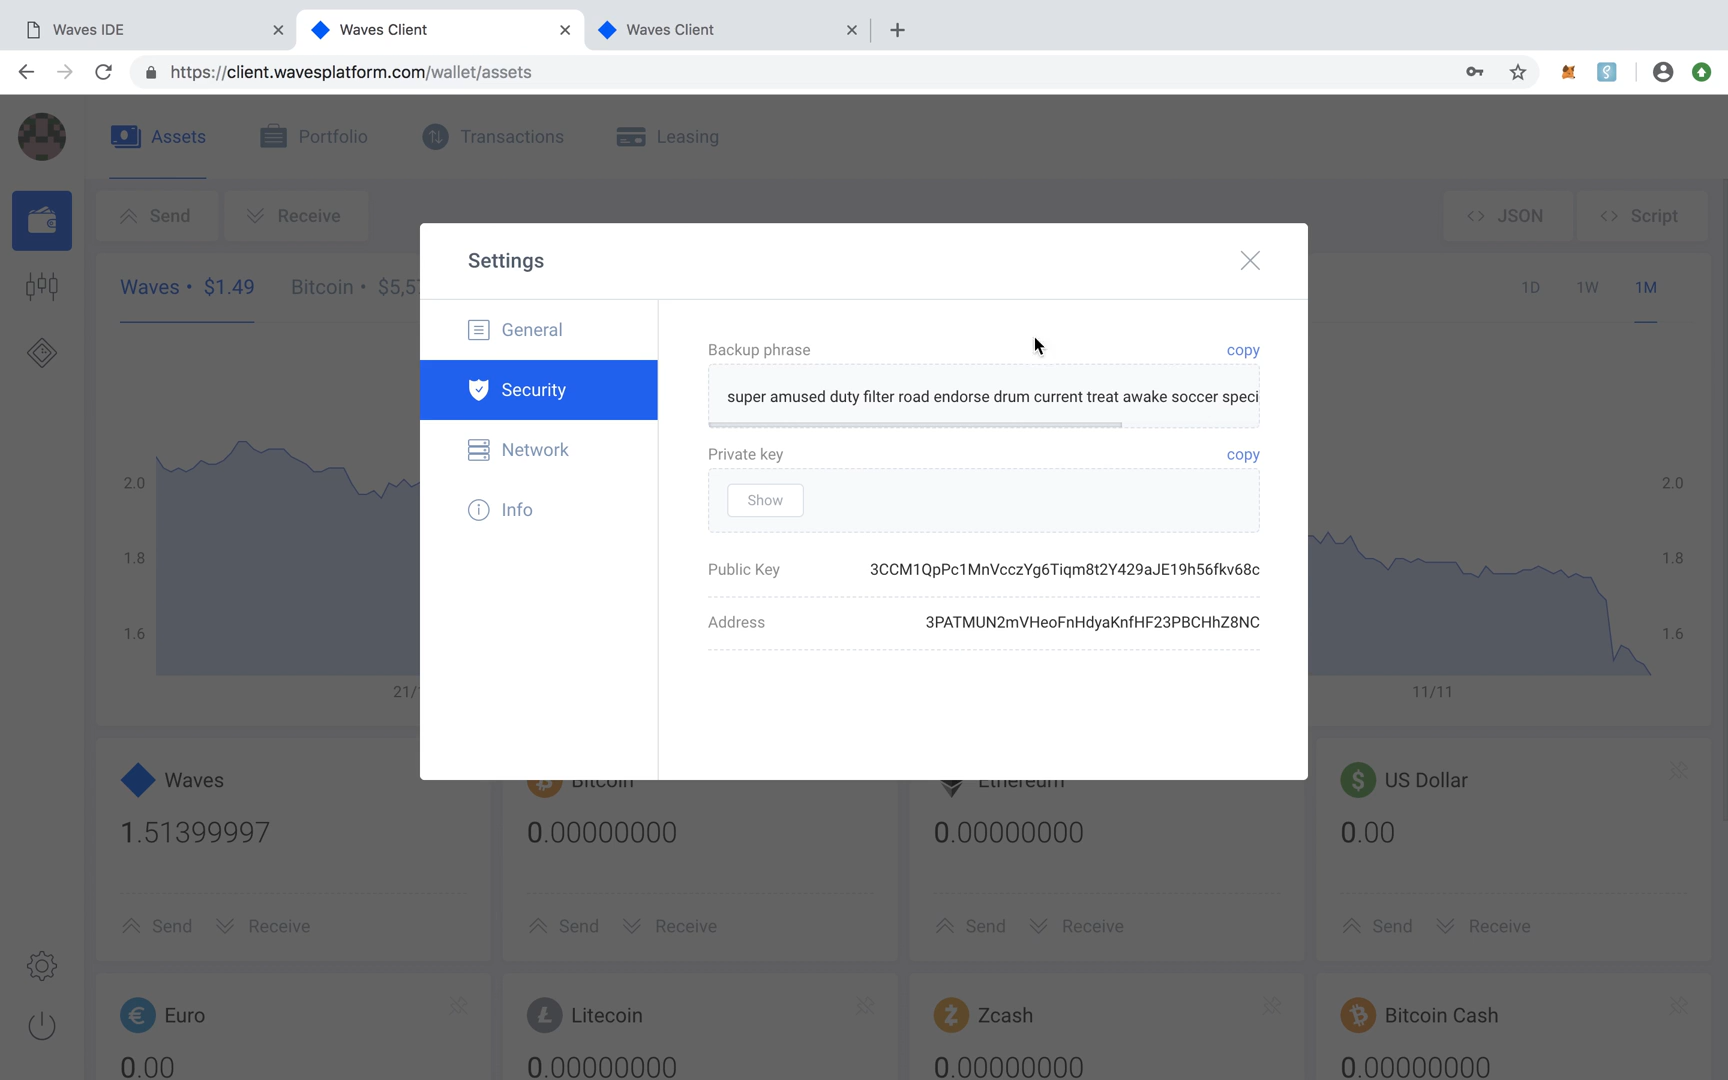 Waves IDE
Waves Client
Waves Client
https://client.wavesplatform.com/wallet/assets
Assets
Portfolio
Transactions
Leasing
Send
Receive
<> JSON
<> Script
Waves • $1.49
Bitcoin • $5,5
1D
1W
1M
Settings
General
Security
Network
Info
Backup phrase
copy
super amused duty filter road endorse drum current treat awake soccer speci
Private key
copy
Show
Public Key
3CCM1QpPc1MnVcczYg6Tiqm8t2Y429aJE19h56fkv68c
Address
3PATMUN2mVHeoFnHdyaKnfHF23PBCHhZ8NC
2.0
1.8
1.6
2.0
1.8
1.6
21/
11/11
Waves
1.51399997
Send
Receive
Bitcoin
0.00000000
Send
Receive
Ethereum
0.00000000
Send
Receive
US Dollar
0.00
Send
Receive
Euro
0.00
Litecoin
0.00000000
Zcash
0.00000000
Bitcoin Cash
0.00000000